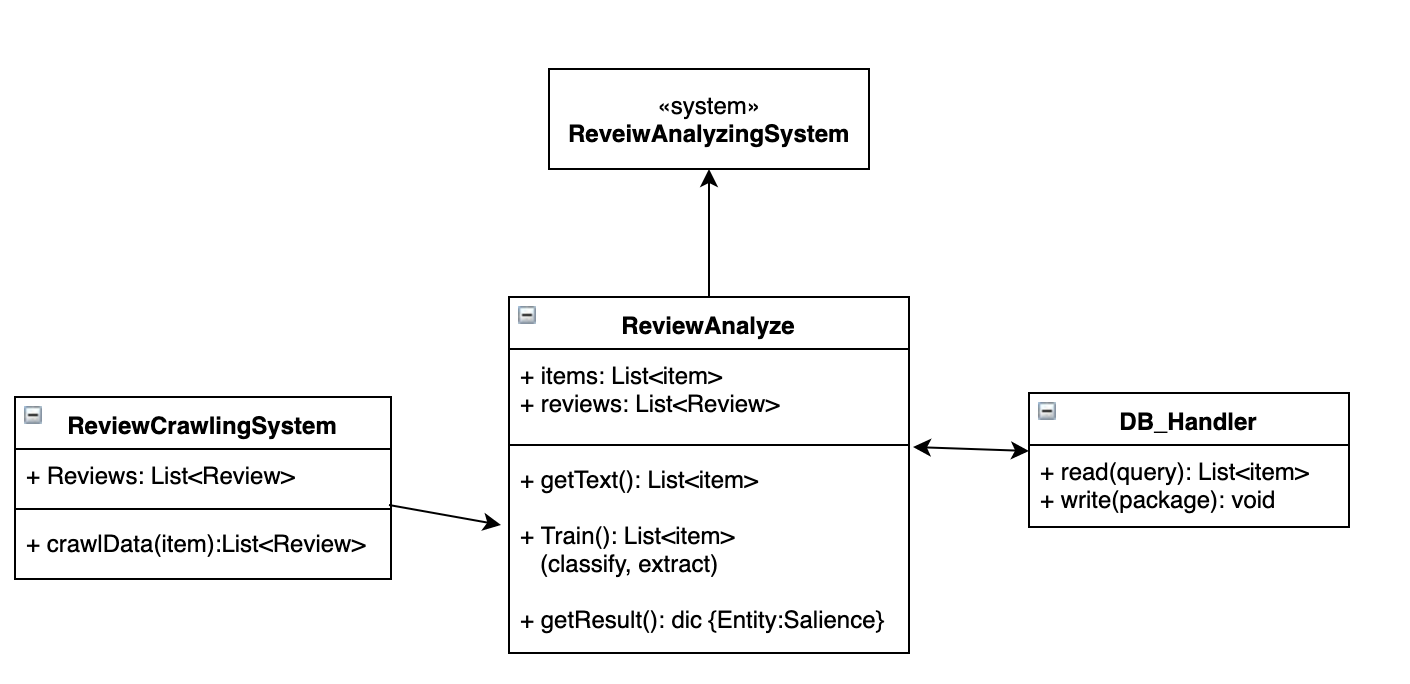 «system»
ReveiwAnalyzingSystem
ReviewAnalyze
+ items: List<item>
+ reviews: List<Review>
+ getText(): List<item>
+ Train(): List<item>
(classify, extract)
+ getResult(): dic {Entity:Salience}
ReviewCrawlingSystem
+ Reviews: List<Review>
+ crawlData(item):List<Review>
DB_Handler
+ read(query): List<item>
+ write(package): void